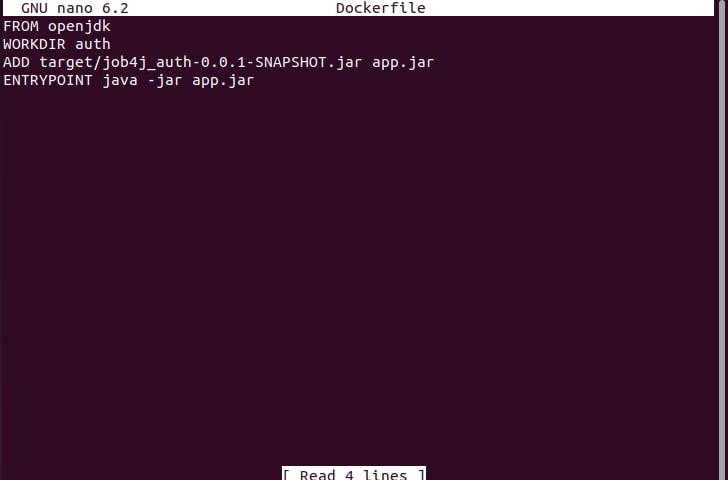 GNU nano 6.2 Dockerfile
FROM openjdk
WORKDIR auth
ADD target/job4j_auth-0.0.1-SNAPSHOT.jar app.jar
ENTRYPOINT java -jar app.jar
[ Read 4 lines ]